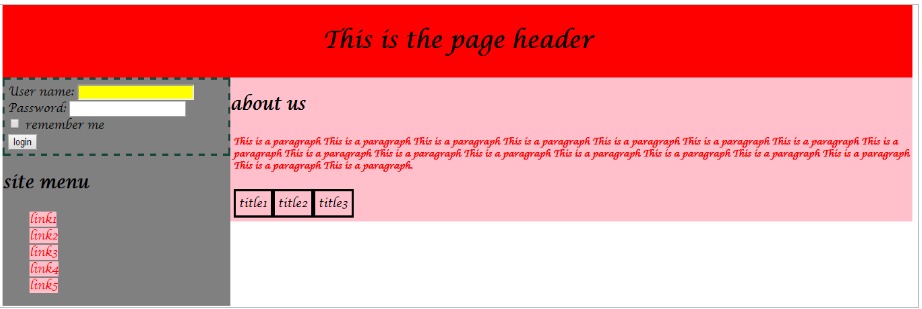 This is the page header
User name:
Password:
remember me
login
site menu
link1
link2
link3
link4
link5
about us
This is a paragraph This is a paragraph This is a paragraph This is a paragraph This is a paragraph This is a paragraph This is a paragraph This is a
paragraph This is a paragraph This is a paragraph This is a paragraph This is a paragraph This is a paragraph This is a paragraph This is a paragraph
This is a paragraph This is a paragraph.
title1 title2 title3